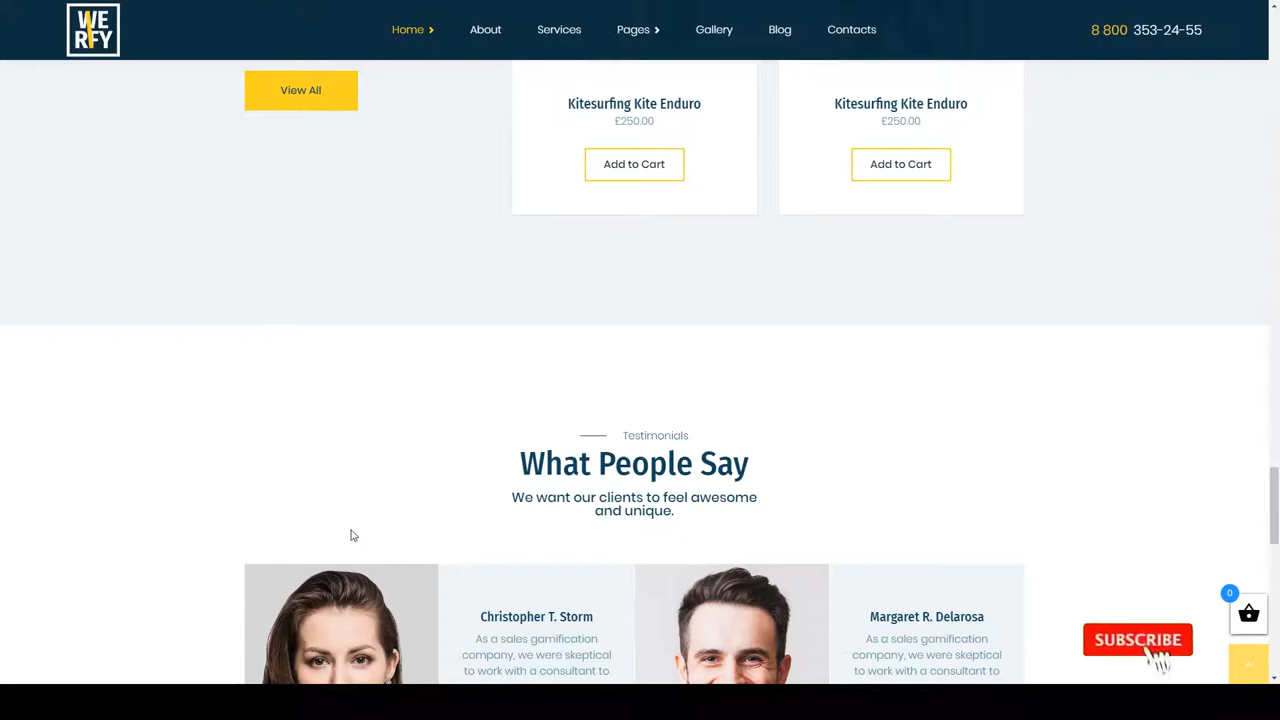 WE
RFY
Home
About
Services
Pages
Gallery
Blog
Contacts
8 800 353-24-55
View All
Kitesurfing Kite Enduro
£250.00
Add to Cart
Kitesurfing Kite Enduro
£250.00
Add to Cart
Testimonials
What People Say
We want our clients to feel awesome
and unique.
Christopher T. Storm
As a sales gamification
company, we were skeptical
to work with a consultant to
Margaret R. Delarosa
As a sales gamification
company, we were skeptical
to work with a consultant to
0
SUBSCRIBE